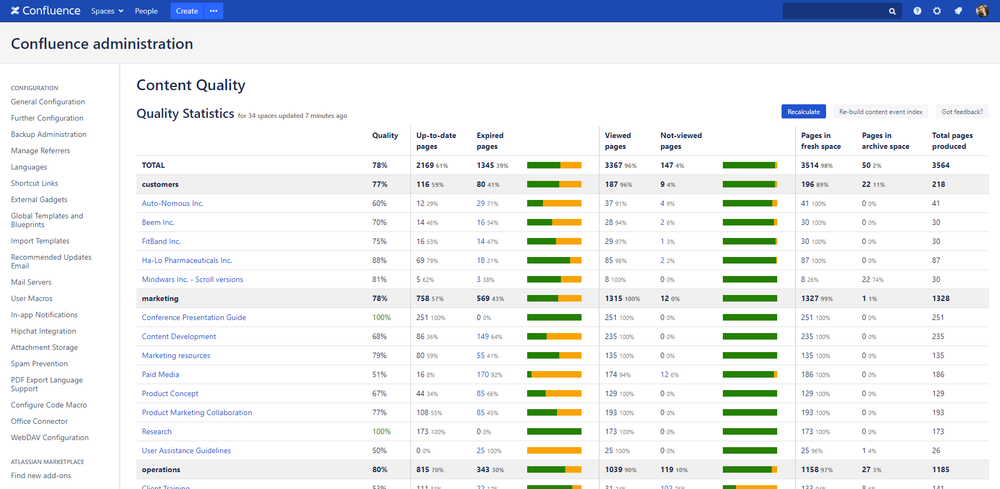 Confluence Spaces People Create •••
Confluence administration
CONFIGURATION
General Configuration
Further Configuration
Backup Administration
Manage Referrers
Languages
Shortcut Links
External Gadgets
Global Templates and
Blueprints
Import Templates
Recommended Updates
Email
Mail Servers
User Macros
In-app Notifications
Hipchat Integration
Attachment Storage
Spam Prevention
PDF Export Language
Support
Configure Code Macro
Office Connector
WebDAV Configuration
ATLASSIAN MARKETPLACE
Find new add-ons
Content Quality
Quality Statistics for 34 spaces updated 7 minutes ago
Recalculate Re-build content event index Got feedback?
Quality Up-to-date Expired Viewed Not-viewed Pages in Pages in Total pages
pages pages pages pages fresh space archive space produced
TOTAL 78% 2169 61% 1345 39% 3367 96% 147 4% 3514 98% 50 2% 3564
customers 77% 116 59% 80 41% 187 96% 9 4% 196 89% 22 11% 218
Auto-Nomous Inc. 60% 12 29% 29 71% 37 91% 4 9% 41 100% 0 0% 41
Beem Inc. 70% 14 46% 16 54% 28 94% 2 6% 30 100% 0 0% 30
FitBand Inc. 75% 16 53% 14 47% 29 97% 1 3% 30 100% 0 0% 30
Ha-Lo Pharmaceuticals Inc. 88% 69 79% 18 21% 85 98% 2 2% 87 100% 0 0% 87
Mindwars Inc. - Scroll versions 81% 5 62% 3 38% 8 100% 0 0% 8 26% 22 74% 30
marketing 78% 758 57% 569 43% 1315 100% 12 0% 1327 99% 1 1% 1328
Conference Presentation Guide 100% 251 100% 0 0% 251 100% 0 0% 251 100% 0 0% 251
Content Development 68% 86 36% 149 64% 235 100% 0 0% 235 100% 0 0% 235
Marketing resources 79% 80 59% 55 41% 135 100% 0 0% 135 100% 0 0% 135
Paid Media 51% 16 8% 170 92% 174 94% 12 6% 186 100% 0 0% 186
Product Concept 67% 44 34% 85 66% 129 100% 0 0% 129 100% 0 0% 129
Product Marketing Collaboration 77% 108 55% 85 45% 193 100% 0 0% 193 100% 0 0% 193
Research 100% 173 100% 0 0% 173 100% 0 0% 173 100% 0 0% 173
User Assistance Guidelines 50% 0 0% 25 100% 25 100% 0 0% 25 96% 1 4% 26
operations 80% 815 70% 343 30% 1039 90% 119 10% 1158 97% 27 3% 1185
Client Training 53% 111 83% 22 17% 31 24% 102 76% 133 94% 8 6% 141